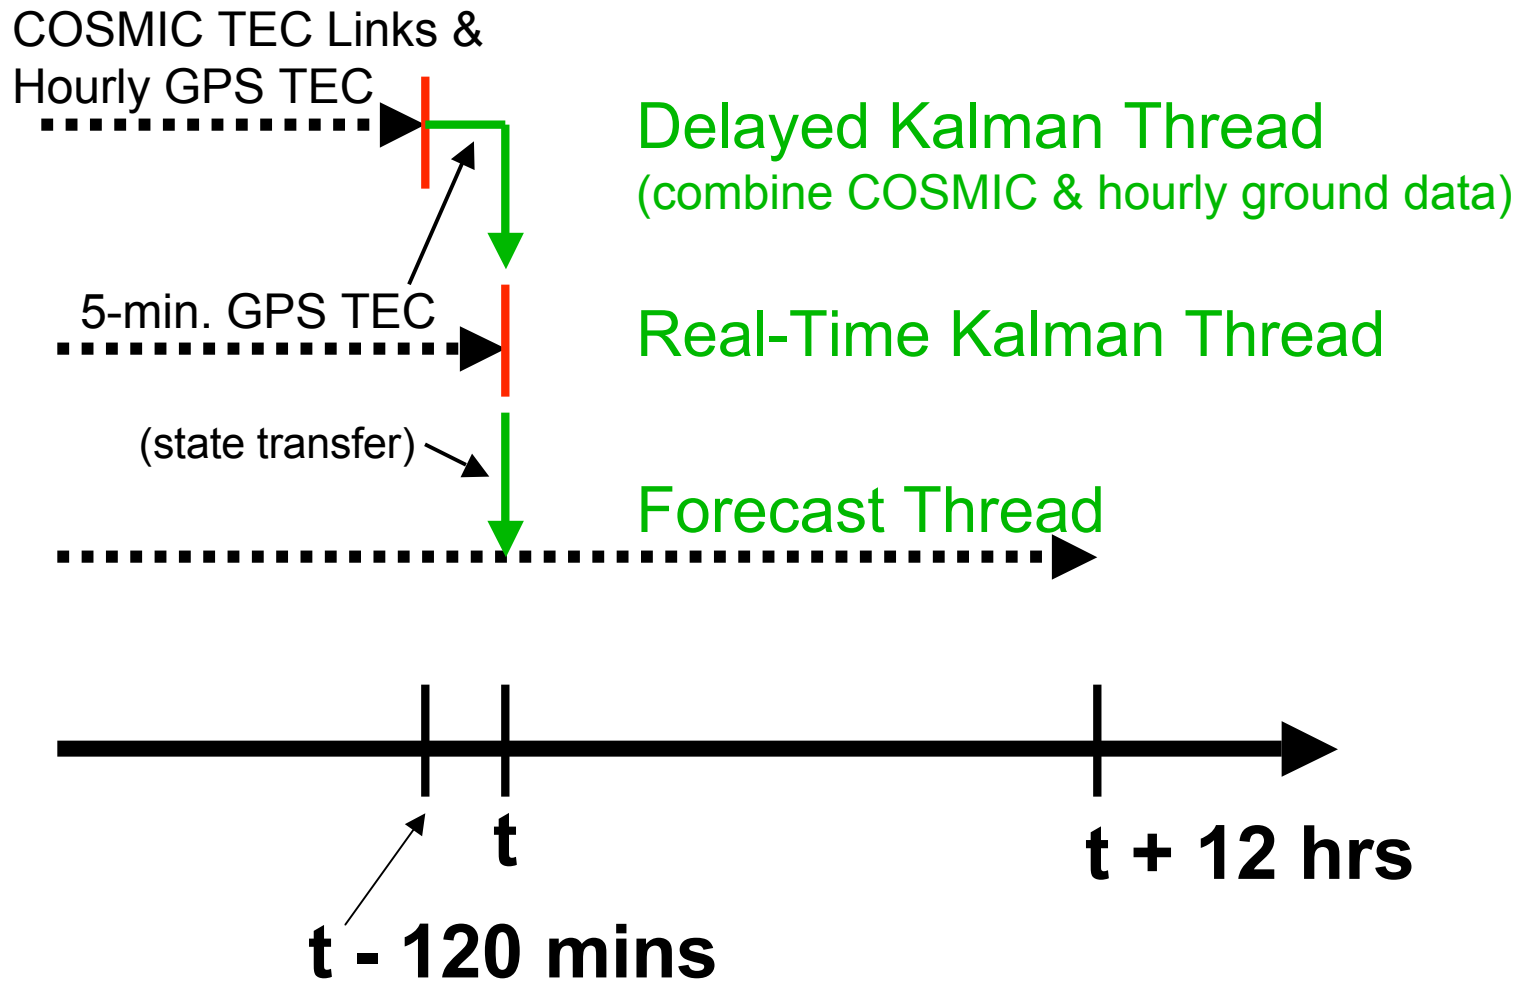 COSMIC TEC Links &
Hourly GPS TEC
Delayed Kalman Thread
(combine COSMIC & hourly ground data)
5-min. GPS TEC
Real-Time Kalman Thread
(state transfer)
Forecast Thread
t
t + 12 hrs
t - 120 mins